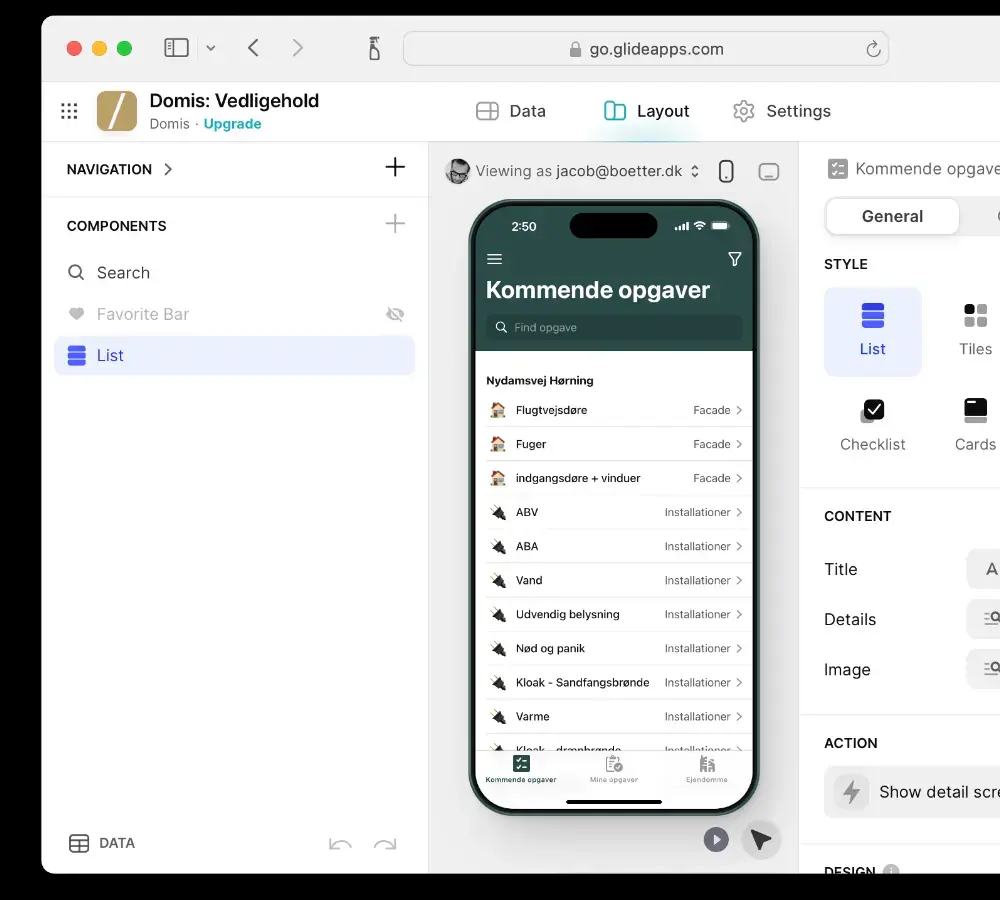 go.glideapps.com
Domis: Vedligehold
Domis · Upgrade
Data
Layout
Settings
NAVIGATION
COMPONENTS
Search
Favorite Bar
List
DATA
Viewing as jacob@boetter.dk
2:50
Kommende opgaver
Find opgave
Nydamsvej Hørning
Flugtvejsdøre Facade
Fuger Facade
indgangsdøre + vinduer Facade
ABV Installationer
ABA Installationer
Vand Installationer
Udvendig belysning Installationer
Nød og panik Installationer
Kloak - Sandfangsbrønde Installationer
Varme Installationer
Kloak - drænbrønde Installationer
Kommende opgaver
Mine opgaver
Ejendomme
Kommende opgave
General
STYLE
List
Tiles
Checklist
Cards
CONTENT
Title
A
Details
Image
ACTION
Show detail scre
DESIGN